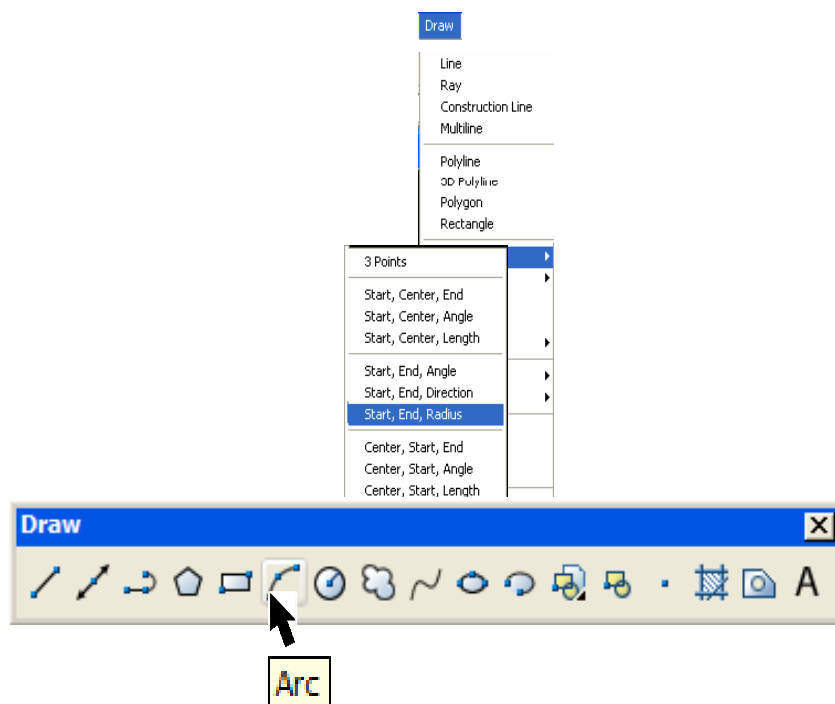 Draw
Line
Ray
Construction Line
Multiline
Polyline
3D Polyline
Polygon
Rectangle
3 Points
Start, Center, End
Start, Center, Angle
Start, Center, Length
Start, End, Angle
Start, End, Direction
Start, End, Radius
Center, Start, End
Center, Start, Angle
Center, Start, Length
Draw
A
Arc